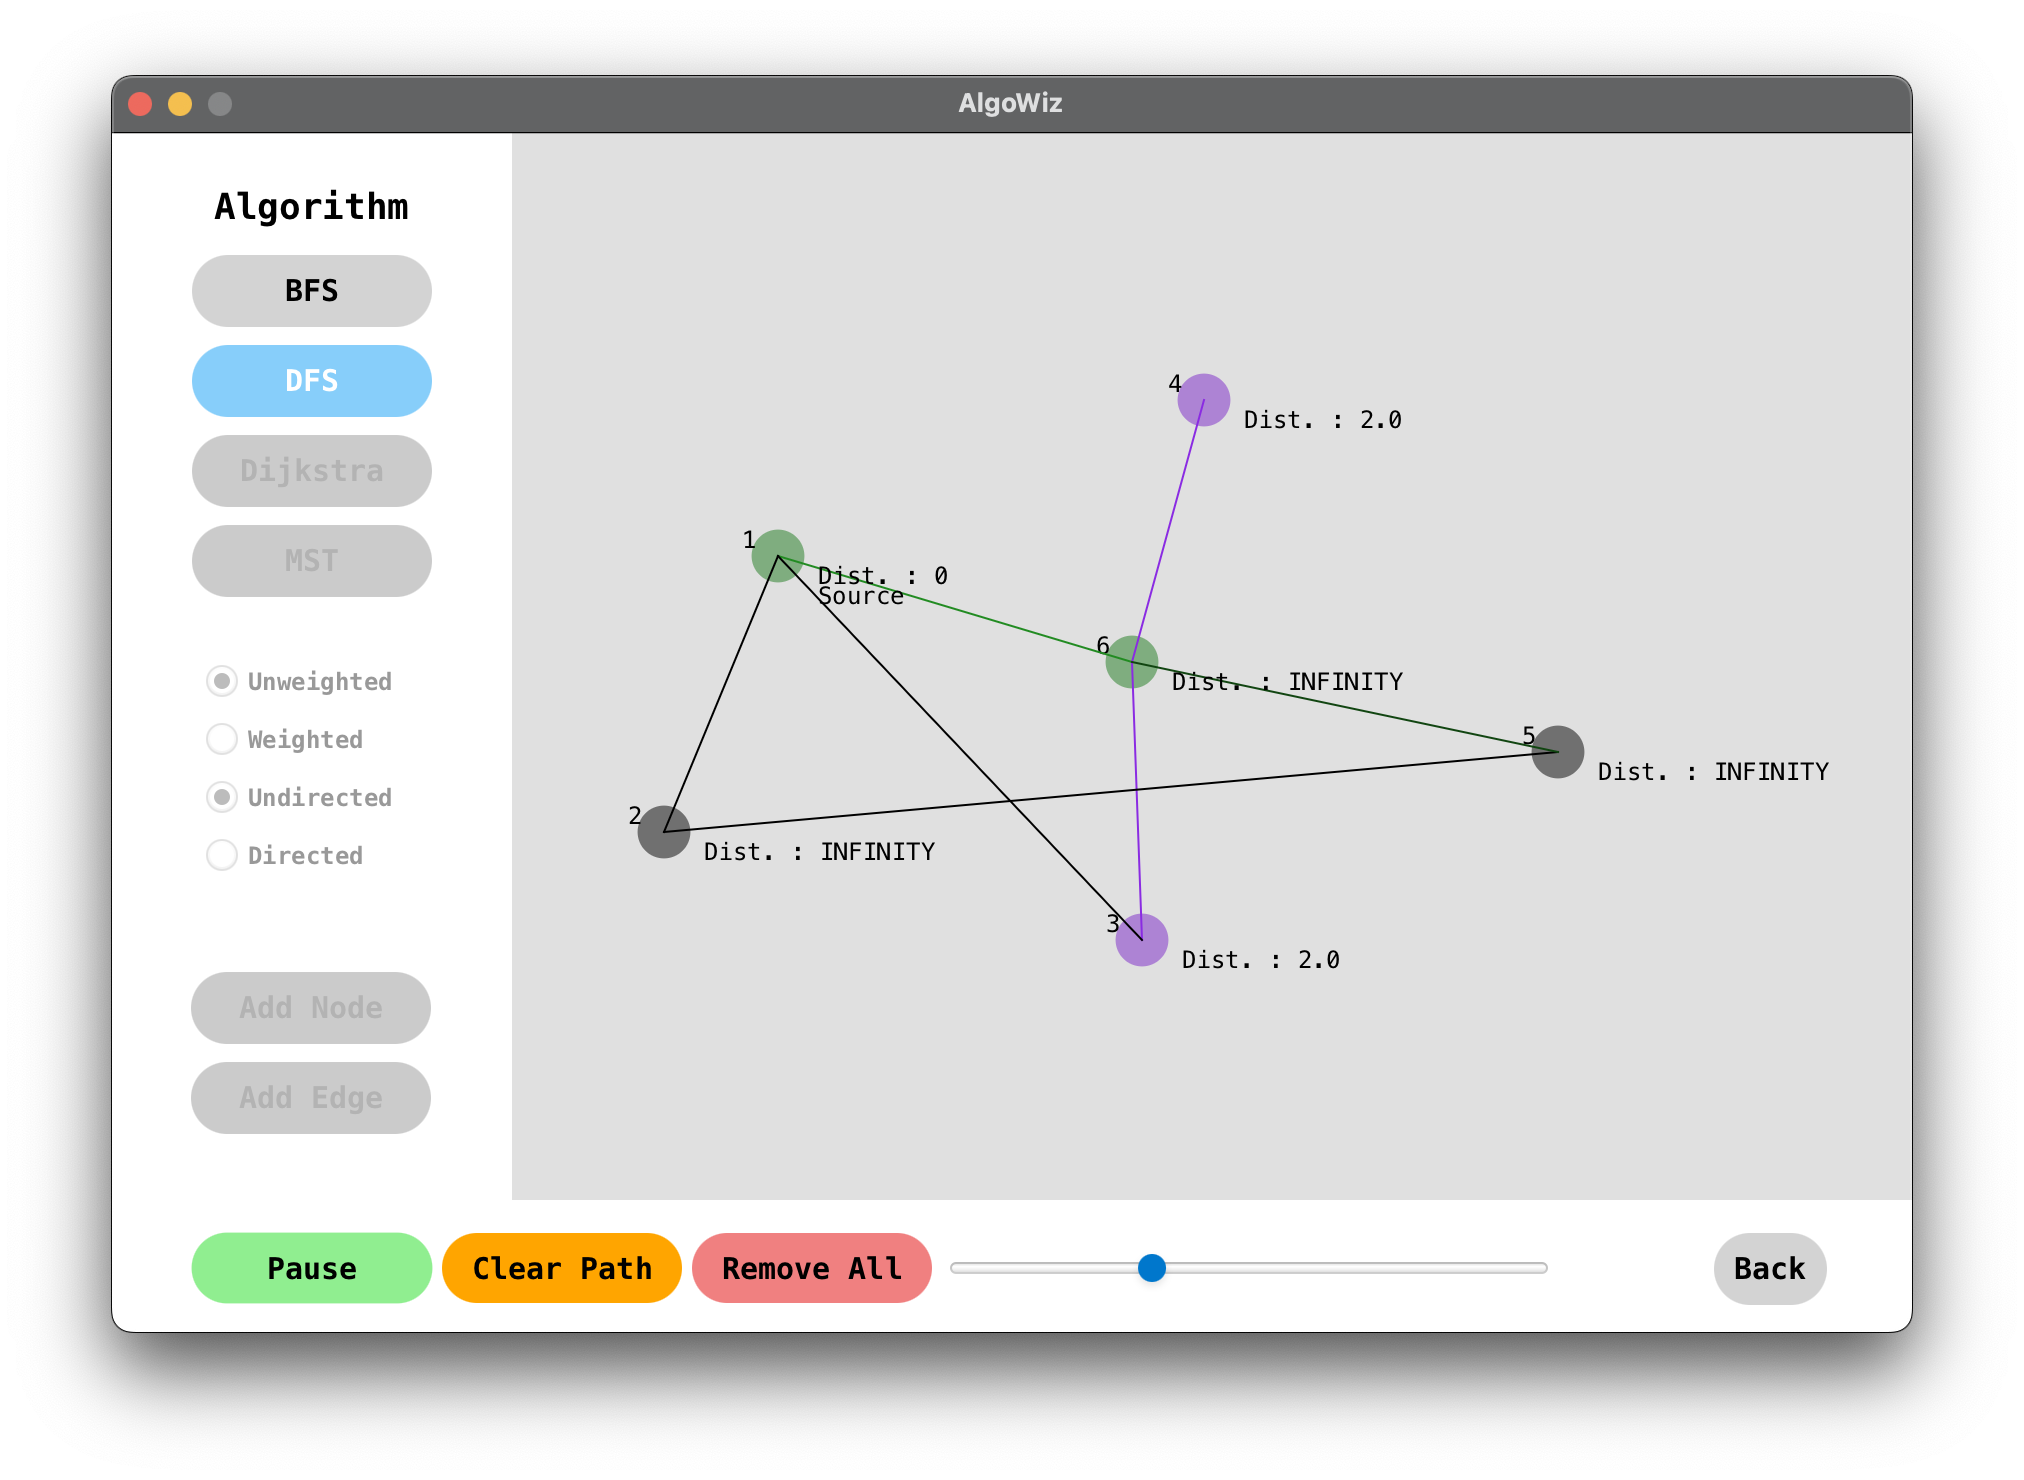 AlgoWiz
Algorithm
BFS
DFS
Dijkstra
MST
Unweighted
Weighted
Undirected
Directed
Add Node
Add Edge
4
Dist. : 2.0
1
Dist. : 0
Source
6
Dist. : INFINITY
5
Dist. : INFINITY
2
Dist. : INFINITY
3
Dist. : 2.0
Pause
Clear Path
Remove All
Back